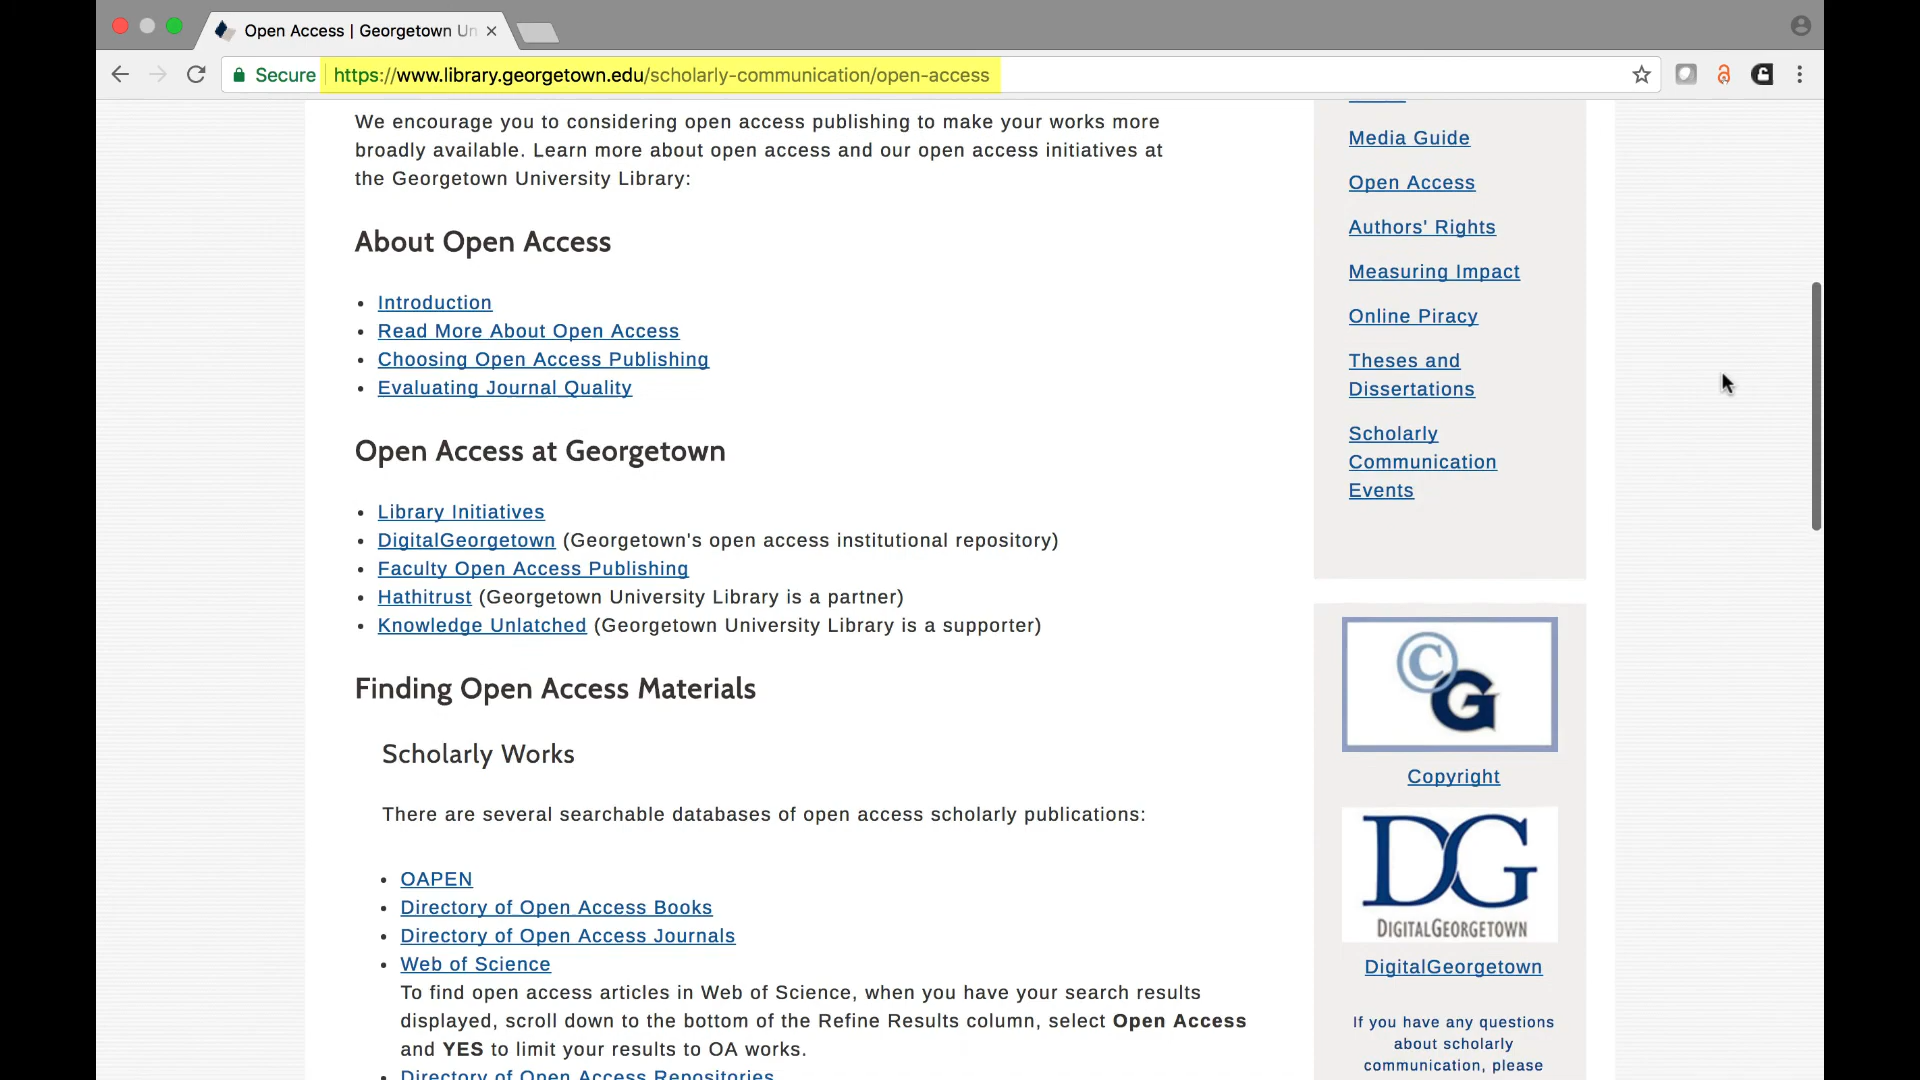 Open Access | Georgetown Un
Secure https://www.library.georgetown.edu/scholarly-communication/open-access
We encourage you to considering open access publishing to make your works more
broadly available. Learn more about open access and our open access initiatives at
the Georgetown University Library:
About Open Access
Introduction
Read More About Open Access
Choosing Open Access Publishing
Evaluating Journal Quality
Open Access at Georgetown
Library Initiatives
DigitalGeorgetown (Georgetown's open access institutional repository)
Faculty Open Access Publishing
Hathitrust (Georgetown University Library is a partner)
Knowledge Unlatched (Georgetown University Library is a supporter)
Finding Open Access Materials
Scholarly Works
There are several searchable databases of open access scholarly publications:
OAPEN
Directory of Open Access Books
Directory of Open Access Journals
Web of Science
To find open access articles in Web of Science, when you have your search results
displayed, scroll down to the bottom of the Refine Results column, select Open Access
and YES to limit your results to OA works.
Directory of Open Access Repositories
Media Guide
Open Access
Authors' Rights
Measuring Impact
Online Piracy
Theses and
Dissertations
Scholarly
Communication
Events
© G
Copyright
DG
DIGITALGEORGETOWN
DigitalGeorgetown
If you have any questions
about scholarly
communication, please